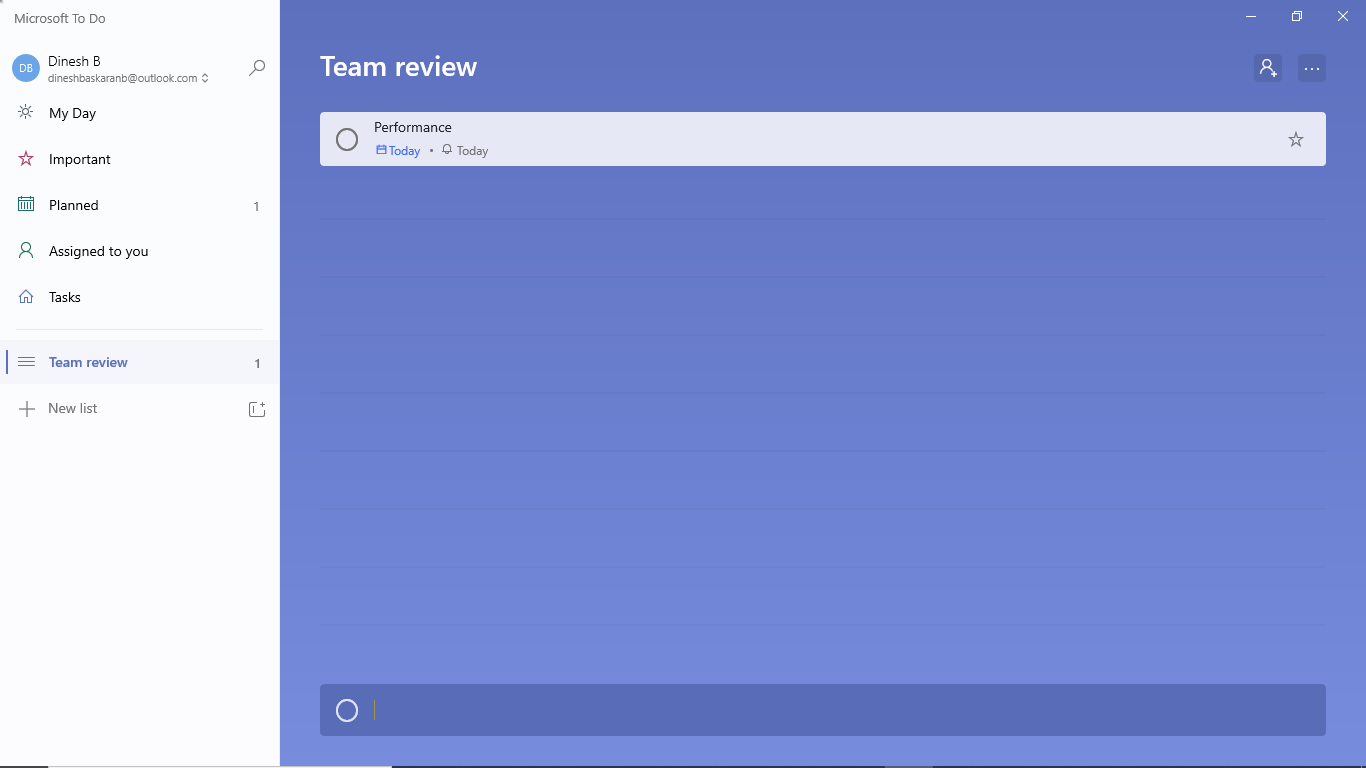 Microsoft To Do
DB
Dinesh B
dineshbaskaranb@outlook.com
My Day
Important
Planned 1
Assigned to you
Tasks
Team review 1
New list
Team review
Performance
Today • Today